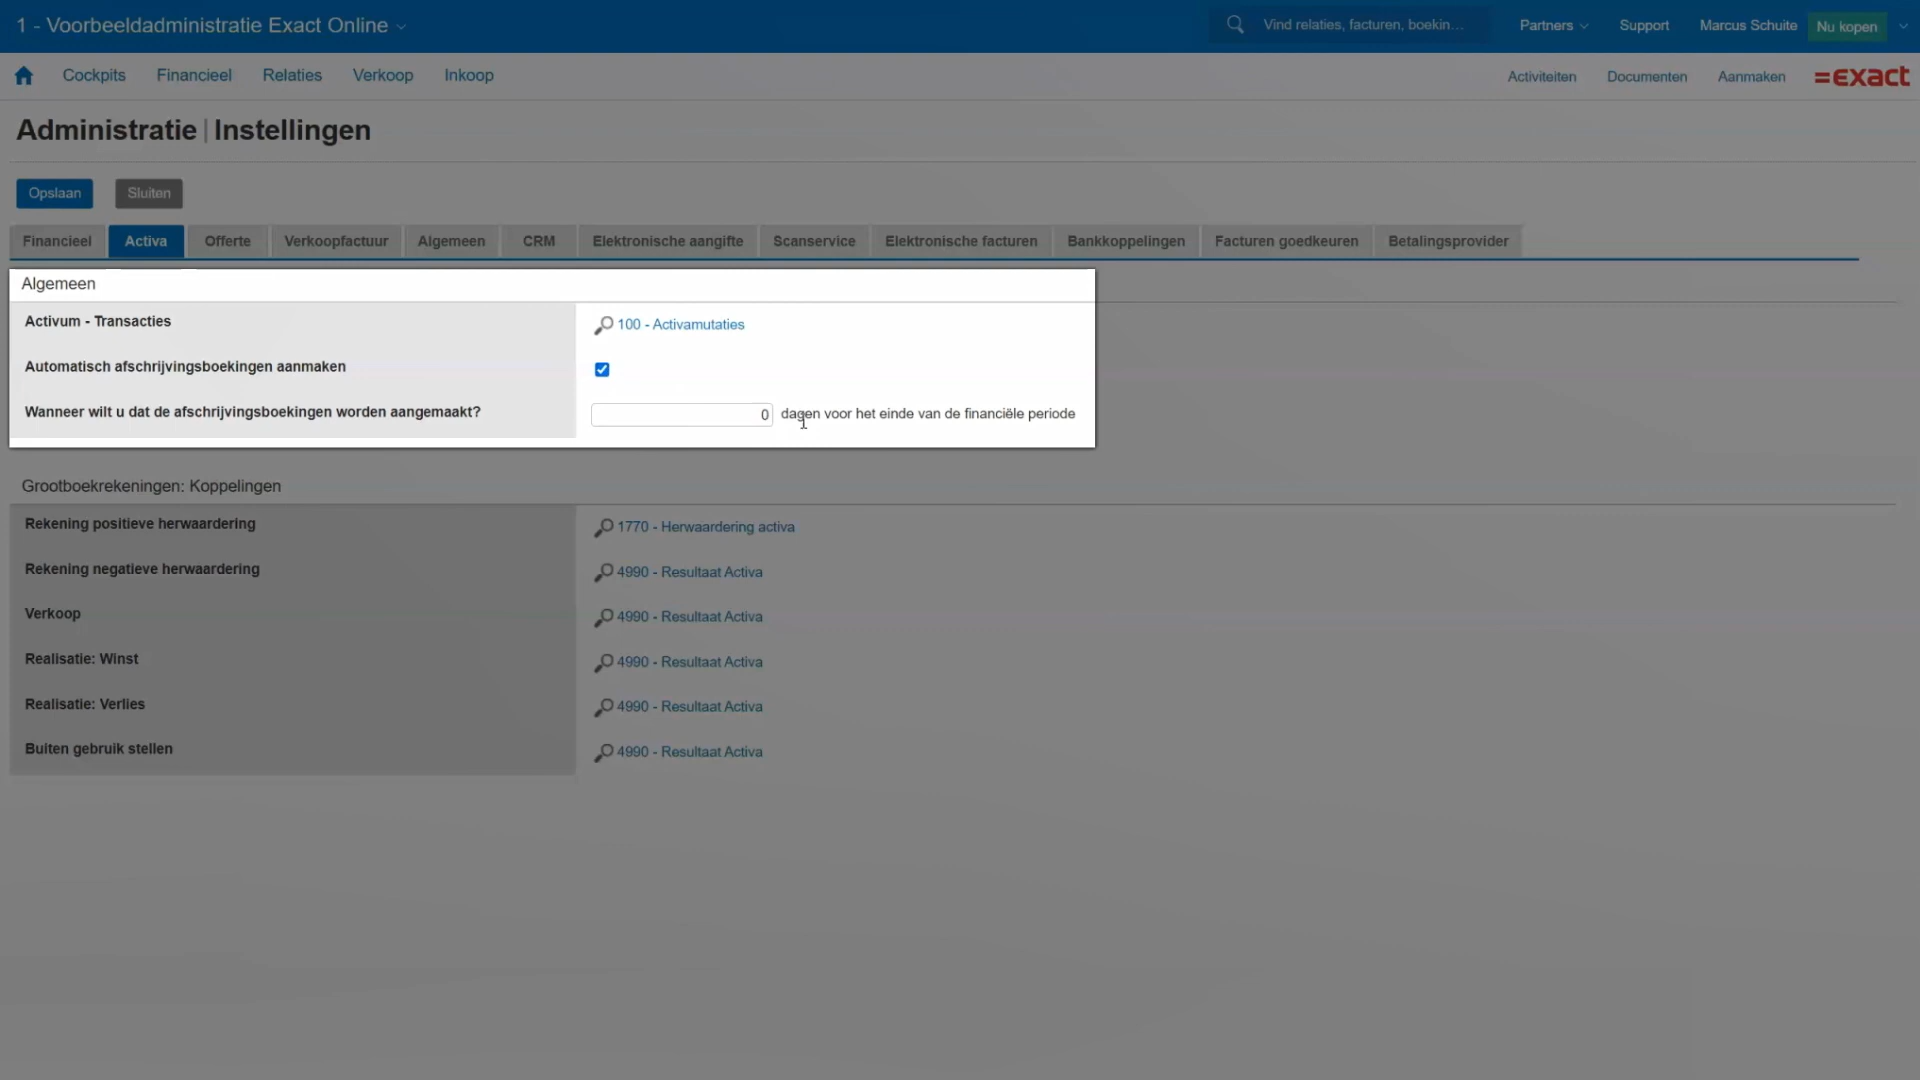 1 - Voorbeeldadministratie Exact Online
Vind relaties, facturen, boekin...
Partners
Support
Marcus Schuite
Nu kopen
Cockpits
Financieel
Relaties
Verkoop
Inkoop
Activiteiten
Documenten
Aanmaken
=exact
Administratie | Instellingen
Opslaan
Sluiten
Financieel
Activa
Offerte
Verkoopfactuur
Algemeen
CRM
Elektronische aangifte
Scanservice
Elektronische facturen
Bankkoppelingen
Facturen goedkeuren
Betalingsprovider
Algemeen
Activum - Transacties
100 - Activamutaties
Automatisch afschrijvingsboekingen aanmaken
Wanneer wilt u dat de afschrijvingsboekingen worden aangemaakt?
0 dagen voor het einde van de financiële periode
Grootboekrekeningen: Koppelingen
Rekening positieve herwaardering
1770 - Herwaardering activa
Rekening negatieve herwaardering
4990 - Resultaat Activa
Verkoop
4990 - Resultaat Activa
Realisatie: Winst
4990 - Resultaat Activa
Realisatie: Verlies
4990 - Resultaat Activa
Buiten gebruik stellen
4990 - Resultaat Activa